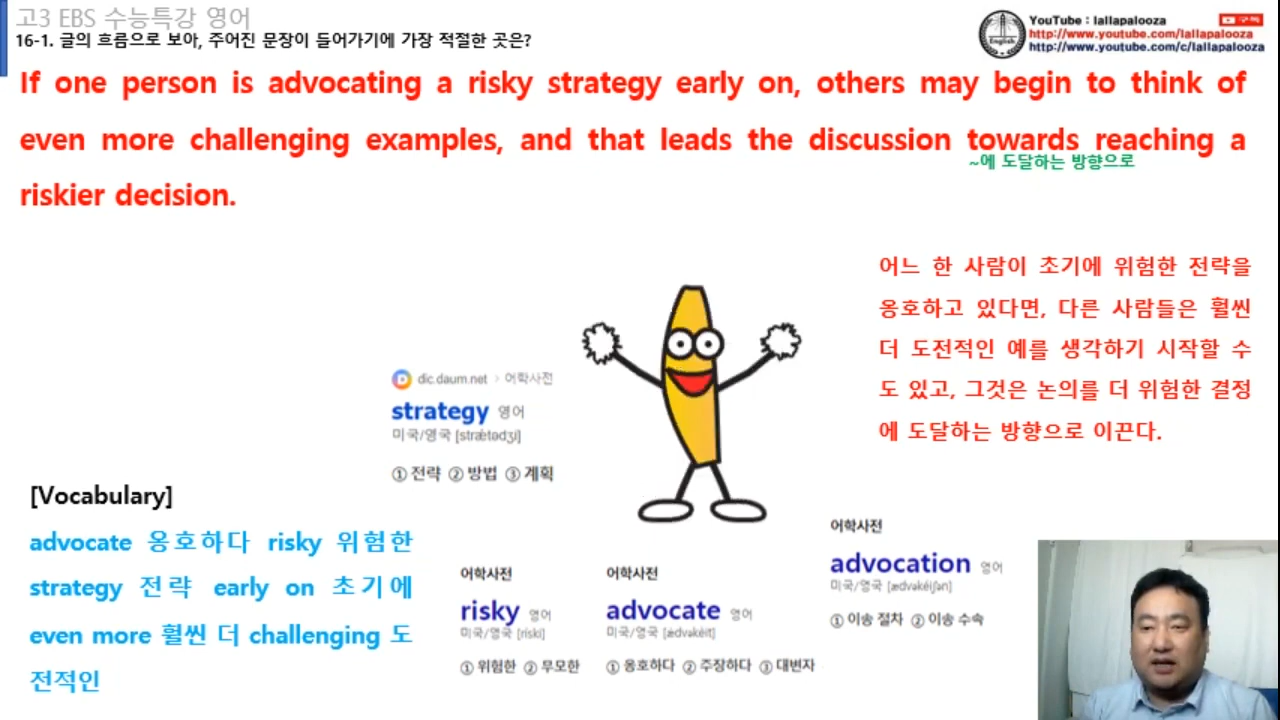 고3 EBS 수능특강 영어
16-1. 글의 흐름으로 보아, 주어진 문장이 들어가기에 가장 적절한 곳은?
English
YouTube : lallapalooza
구독
http://www.youtube.com/lallapalooza
http://www.youtube.com/c/lallapalooza
If one person is advocating a risky strategy early on, others may begin to think of
even more challenging examples, and that leads the discussion towards reaching a
~에 도달하는 방향으로
riskier decision.
어느 한 사람이 초기에 위험한 전략을
옹호하고 있다면, 다른 사람들은 훨씬
더 도전적인 예를 생각하기 시작할 수
도 있고, 그것은 논의를 더 위험한 결정
에 도달하는 방향으로 이끈다.
dic.daum.net > 어학사전
strategy 영어
미국/영국 [strǽtədʒi]
① 전략 ② 방법 ③ 계획
[Vocabulary]
advocate 옹호하다 risky 위험한
strategy 전략 early on 초기에
even more 훨씬 더 challenging 도
전적인
어학사전
risky 영어
미국/영국 [ríski]
① 위험한 ② 무모한
어학사전
advocate 영어
미국/영국 [ǽdvəkèit]
① 옹호하다 ② 주장하다 ③ 대변자
어학사전
advocation 영어
미국/영국 [ædvəkéiʃən]
① 이송 절차 ② 이송 수속